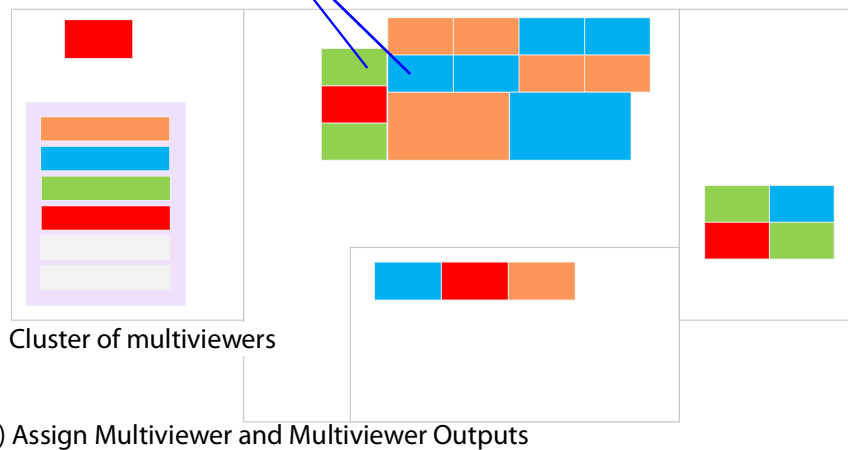 Cluster of multiviewers
) Assign Multiviewer and Multiviewer Outputs